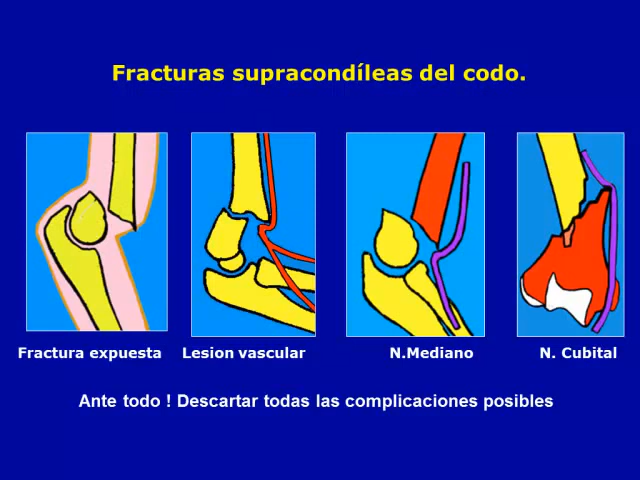 Fracturas supracondíleas del codo.
Fractura expuesta
Lesion vascular
N.Mediano
N. Cubital
Ante todo ! Descartar todas las complicaciones posibles